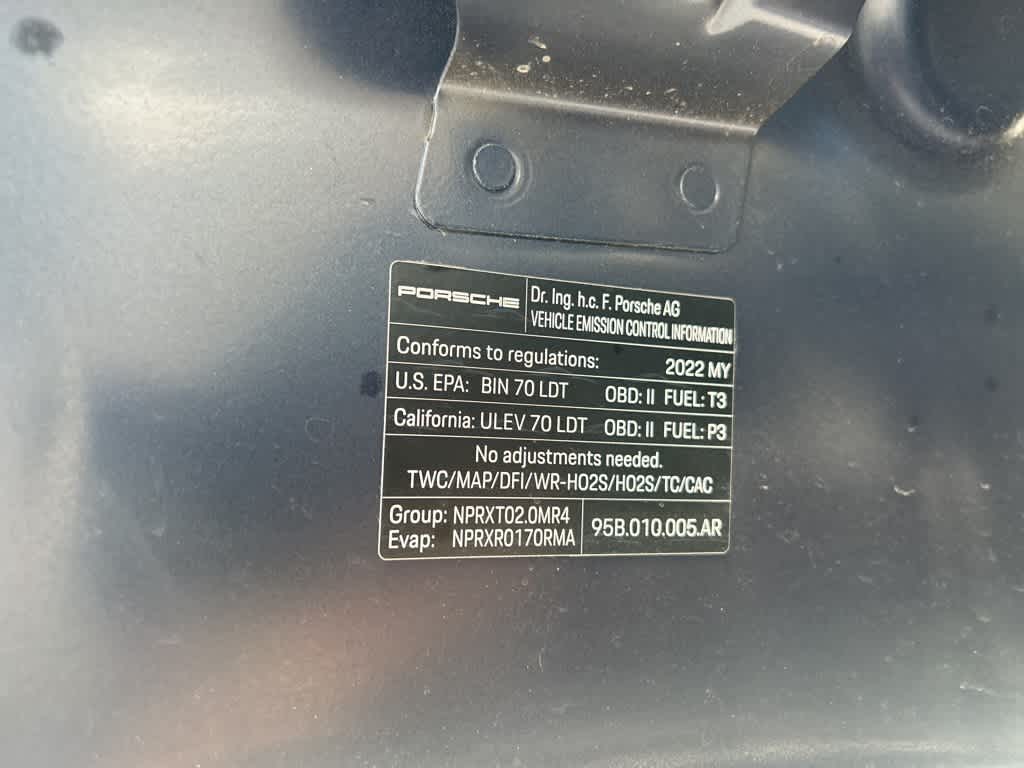 PORSCHE
Dr. Ing. h.c. F. Porsche AG
VEHICLE EMISSION CONTROL INFORMATION
Conforms to regulations: 2022 MY
U.S. EPA: BIN 70 LDT OBD: II FUEL: T3
California: ULEV 70 LDT OBD: II FUEL: P3
No adjustments needed.
TWC/MAP/DFI/WR-HO2S/HO2S/TC/CAC
Group: NPRXT02.0MR4
Evap: NPRXR0170RMA
95B.010.005.AR